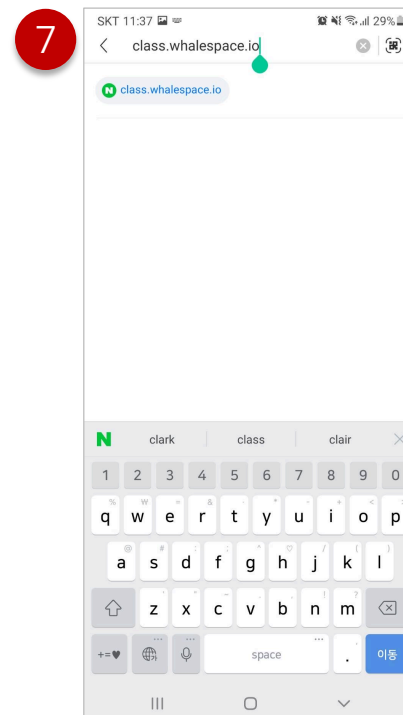 7
SKT 11:37 29%
class.whalespace.io
class.whalespace.io
N clark class clair
1 2 3 4 5 6 7 8 9 0
q w e r t y u i o p
a s d f g h j k l
z x c v b n m
+=♥ space . 이동